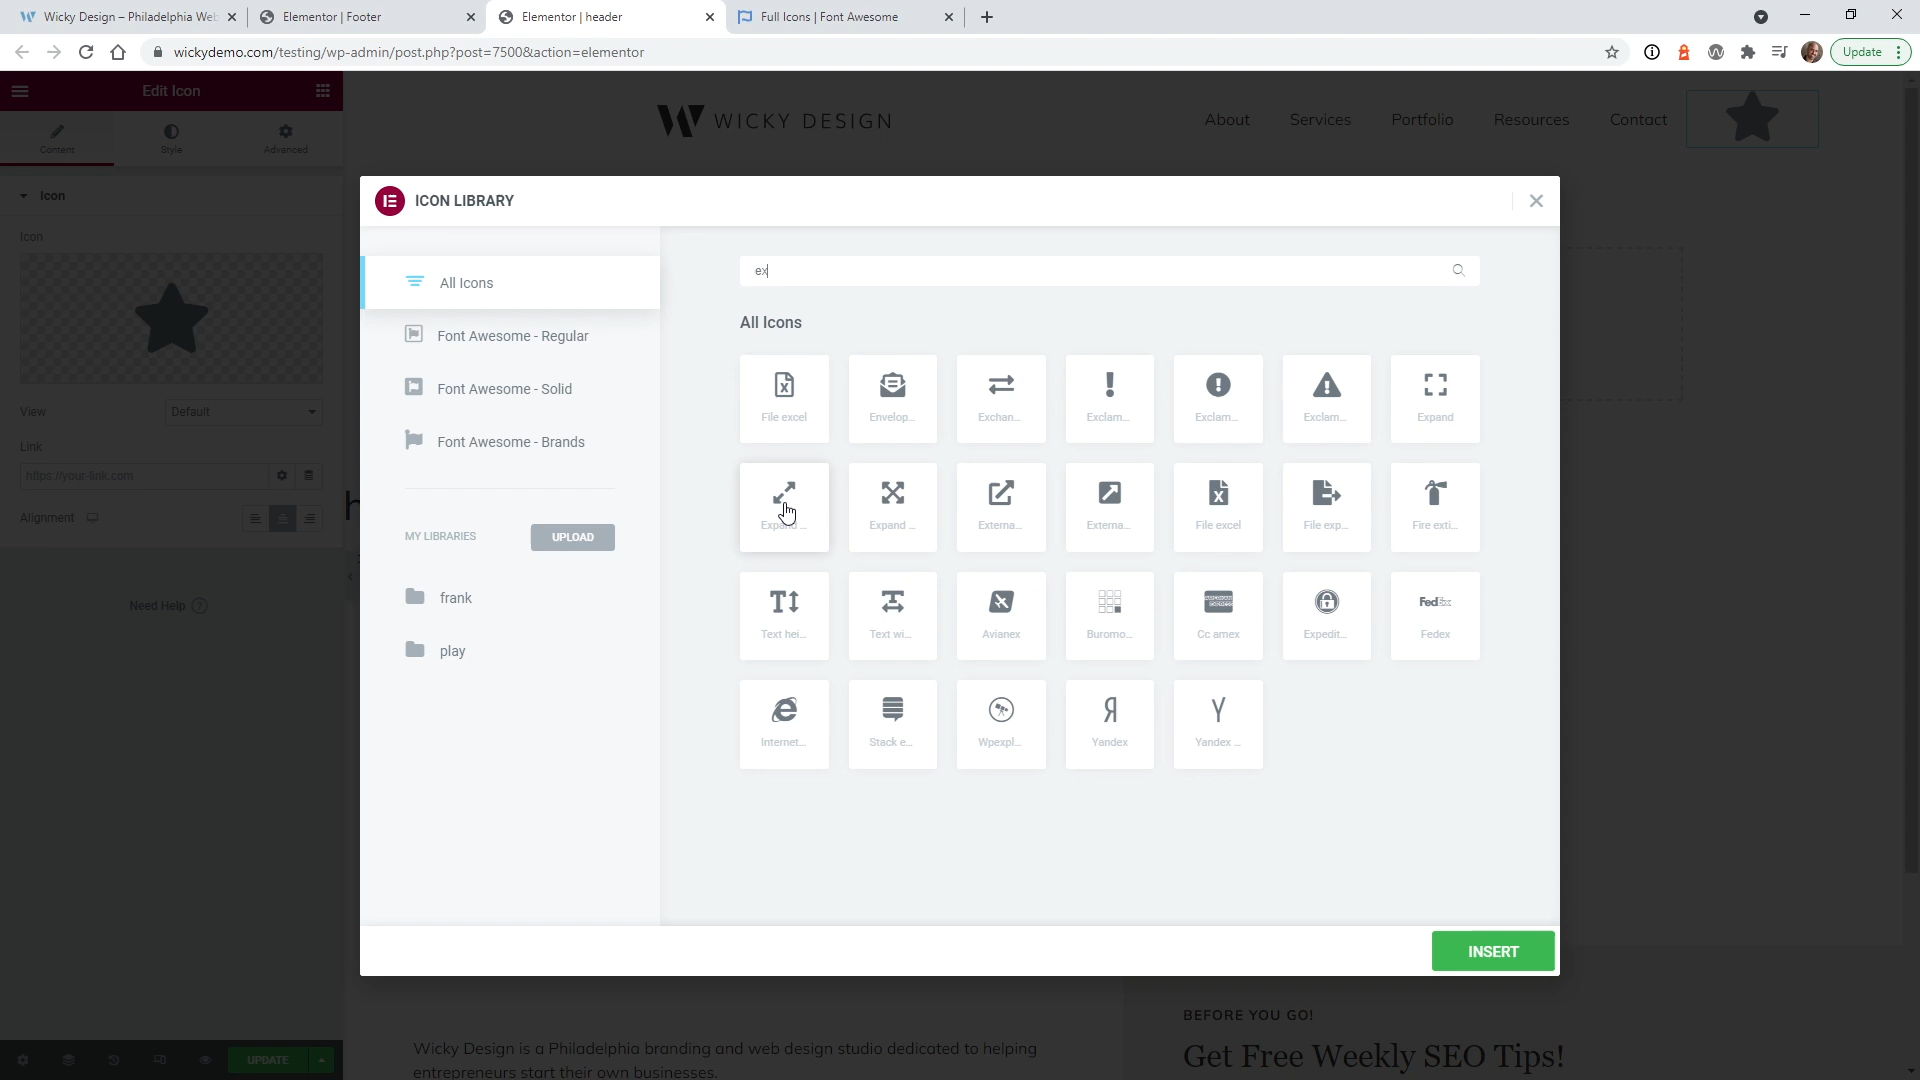 Wicky Design – Philadelphia Web
Elementor | Footer
Elementor | header
Full Icons | Font Awesome
wickydemo.com/testing/wp-admin/post.php?post=7500&action=elementor
Update
Edit Icon
Content
Style
Advanced
Icon
Icon
View
Default
Link
https://your-link.com
Alignment
Need Help
UPDATE
WICKY DESIGN
About
Services
Portfolio
Resources
Contact
ICON LIBRARY
All Icons
Font Awesome - Regular
Font Awesome - Solid
Font Awesome - Brands
MY LIBRARIES
UPLOAD
frank
play
ex
All Icons
File excel
Envelop...
Exchan...
Exclam...
Exclam...
Exclam...
Expand
Expand ...
Expand ...
Externa...
Externa...
File excel
File exp...
Fire exti...
Text hei...
Text wi...
Avianex
Buromo...
Cc amex
Expedit...
FedEx
Fedex
Internet...
Stack e...
Wpexpl...
Yandex
Yandex ...
INSERT
Wicky Design is a Philadelphia branding and web design studio dedicated to helping
entrepreneurs start their own businesses.
BEFORE YOU GO!
Get Free Weekly SEO Tips!